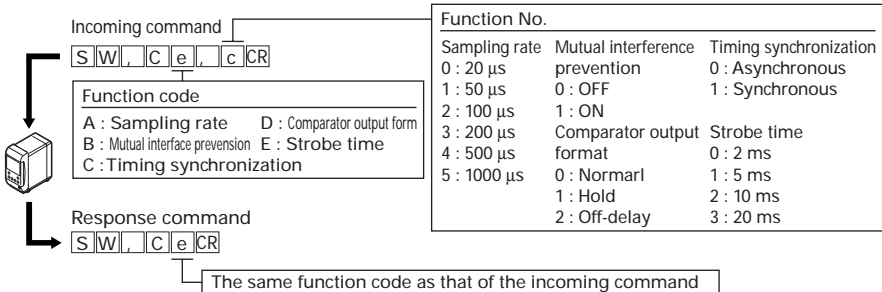 Incoming command
S W , C e , c CR
Function code
A : Sampling rate D : Comparator output form
B : Mutual interface prevension E : Strobe time
C : Timing synchronization
Response command
S W , C e CR
The same function code as that of the incoming command
Function No.
Sampling rate Mutual interference Timing synchronization
0 : 20 µs prevention 0 : Asynchronous
1 : 50 µs 0 : OFF 1 : Synchronous
2 : 100 µs 1 : ON
3 : 200 µs Comparator output Strobe time
4 : 500 µs format 0 : 2 ms
5 : 1000 µs 0 : Normarl 1 : 5 ms
1 : Hold 2 : 10 ms
2 : Off-delay 3 : 20 ms